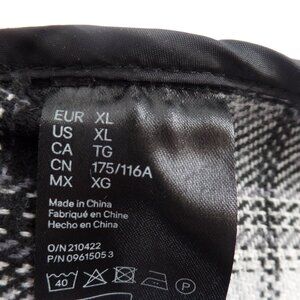 EUR XL
US XL
CA TG
CN 175/116A
MX XG
Made in China
Fabriqué en Chine
Hecho en China
O/N 210422
P/N 0961505 3
40